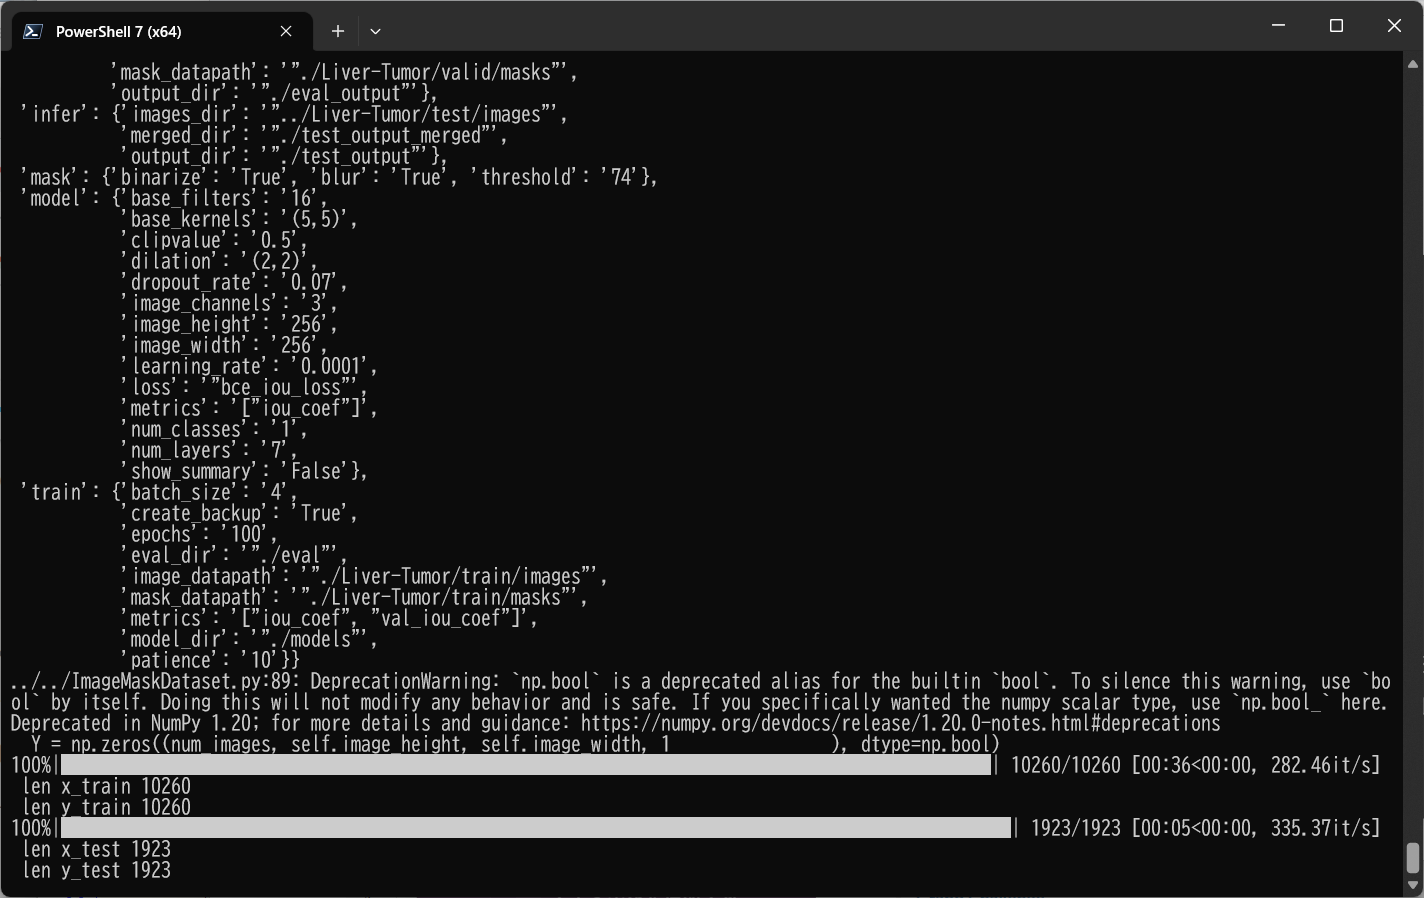 PowerShell 7 (x64)
'mask_datapath': '"./Liver-Tumor/valid/masks"',
'output_dir': '"./eval_output"'},
'infer': {'images_dir': '"../Liver-Tumor/test/images"',
'merged_dir': '"./test_output_merged"',
'output_dir': '"./test_output"'},
'mask': {'binarize': 'True', 'blur': 'True', 'threshold': '74'},
'model': {'base_filters': '16',
'base_kernels': '(5,5)',
'clipvalue': '0.5',
'dilation': '(2,2)',
'dropout_rate': '0.07',
'image_channels': '3',
'image_height': '256',
'image_width': '256',
'learning_rate': '0.0001',
'loss': '"bce_iou_loss"',
'metrics': '["iou_coef"]',
'num_classes': '1',
'num_layers': '7',
'show_summary': 'False'},
'train': {'batch_size': '4',
'create_backup': 'True',
'epochs': '100',
'eval_dir': '"./eval"',
'image_datapath': '"./Liver-Tumor/train/images"',
'mask_datapath': '"./Liver-Tumor/train/masks"',
'metrics': '["iou_coef", "val_iou_coef"]',
'model_dir': '"./models"',
'patience': '10'}}
../../ImageMaskDataset.py:89: DeprecationWarning: `np.bool` is a deprecated alias for the builtin `bool`. To silence this warning, use `bo
ol` by itself. Doing this will not modify any behavior and is safe. If you specifically wanted the numpy scalar type, use `np.bool_` here.
Deprecated in NumPy 1.20; for more details and guidance: https://numpy.org/devdocs/release/1.20.0-notes.html#deprecations
Y = np.zeros((num_images, self.image_height, self.image_width, 1 ), dtype=np.bool)
100%| | 10260/10260 [00:36<00:00, 282.46it/s]
len x_train 10260
len y_train 10260
100%| | 1923/1923 [00:05<00:00, 335.37it/s]
len x_test 1923
len y_test 1923